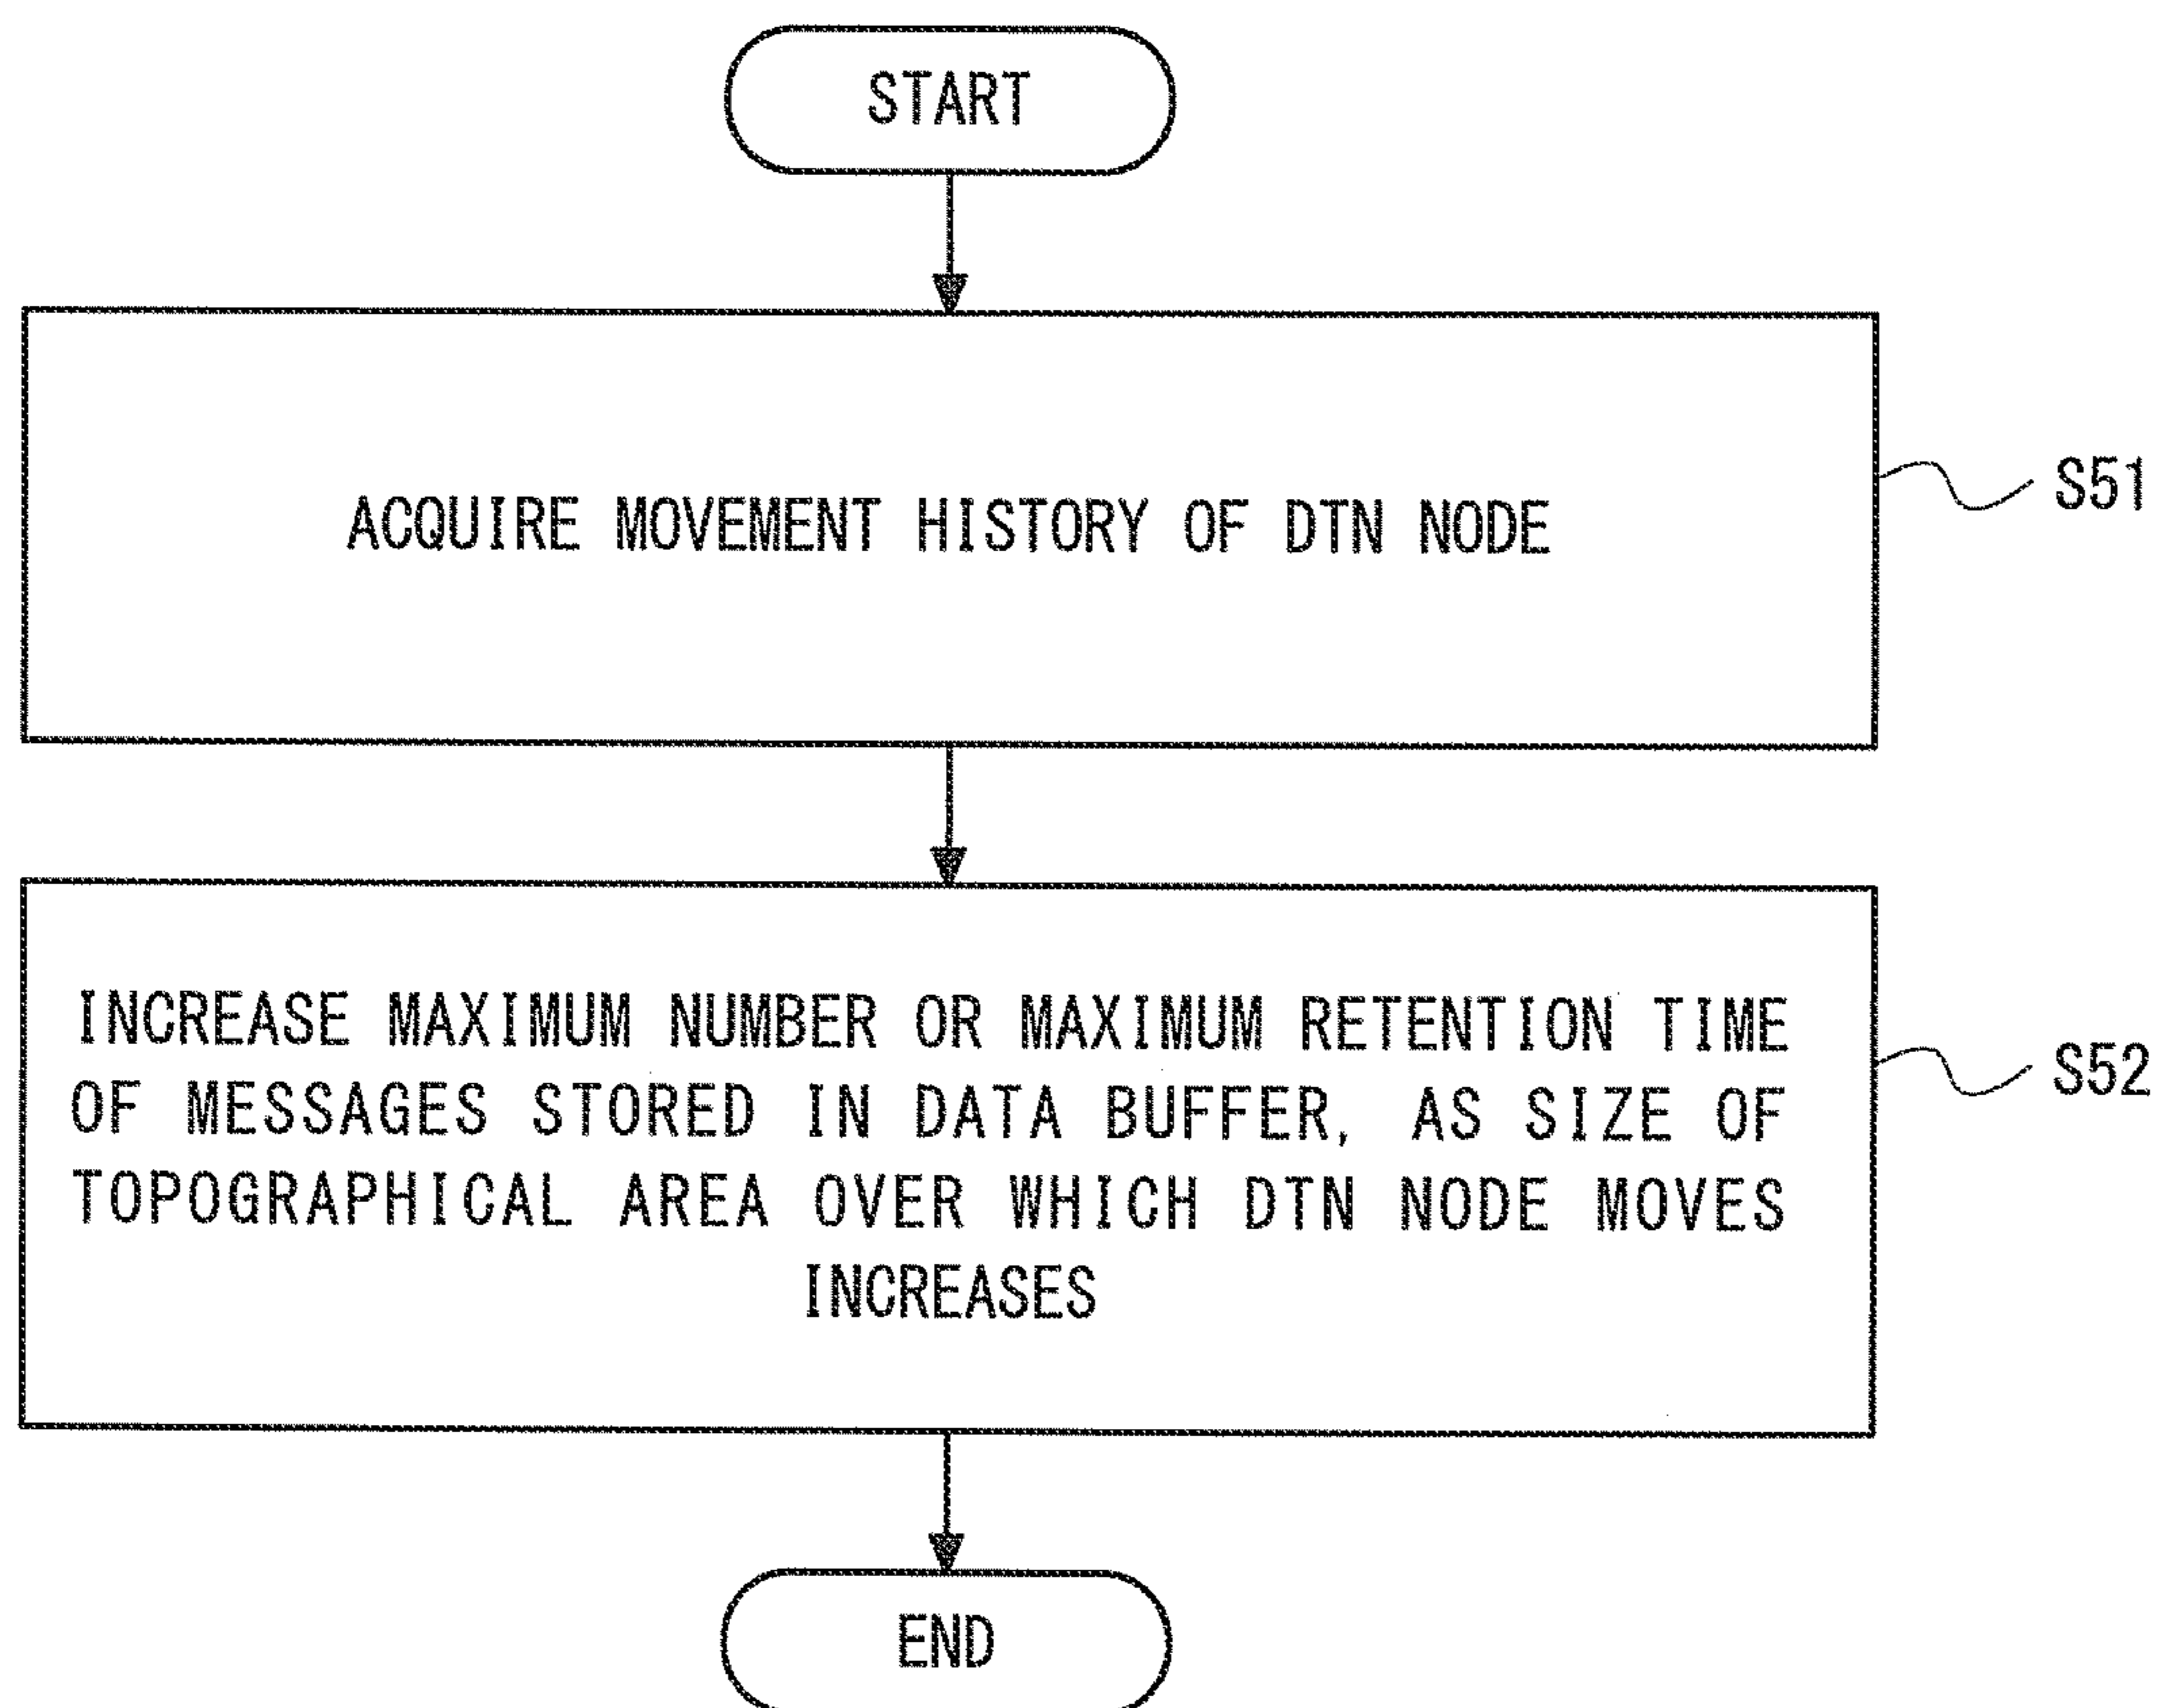 START
ACQUIRE MOVEMENT HISTORY OF DTN NODE
S51
INCREASE MAXIMUM NUMBER OR MAXIMUM RETENTION TIME
OF MESSAGES STORED IN DATA BUFFER, AS SIZE OF
TOPOGRAPHICAL AREA OVER WHICH DTN NODE MOVES
INCREASES
S52
END